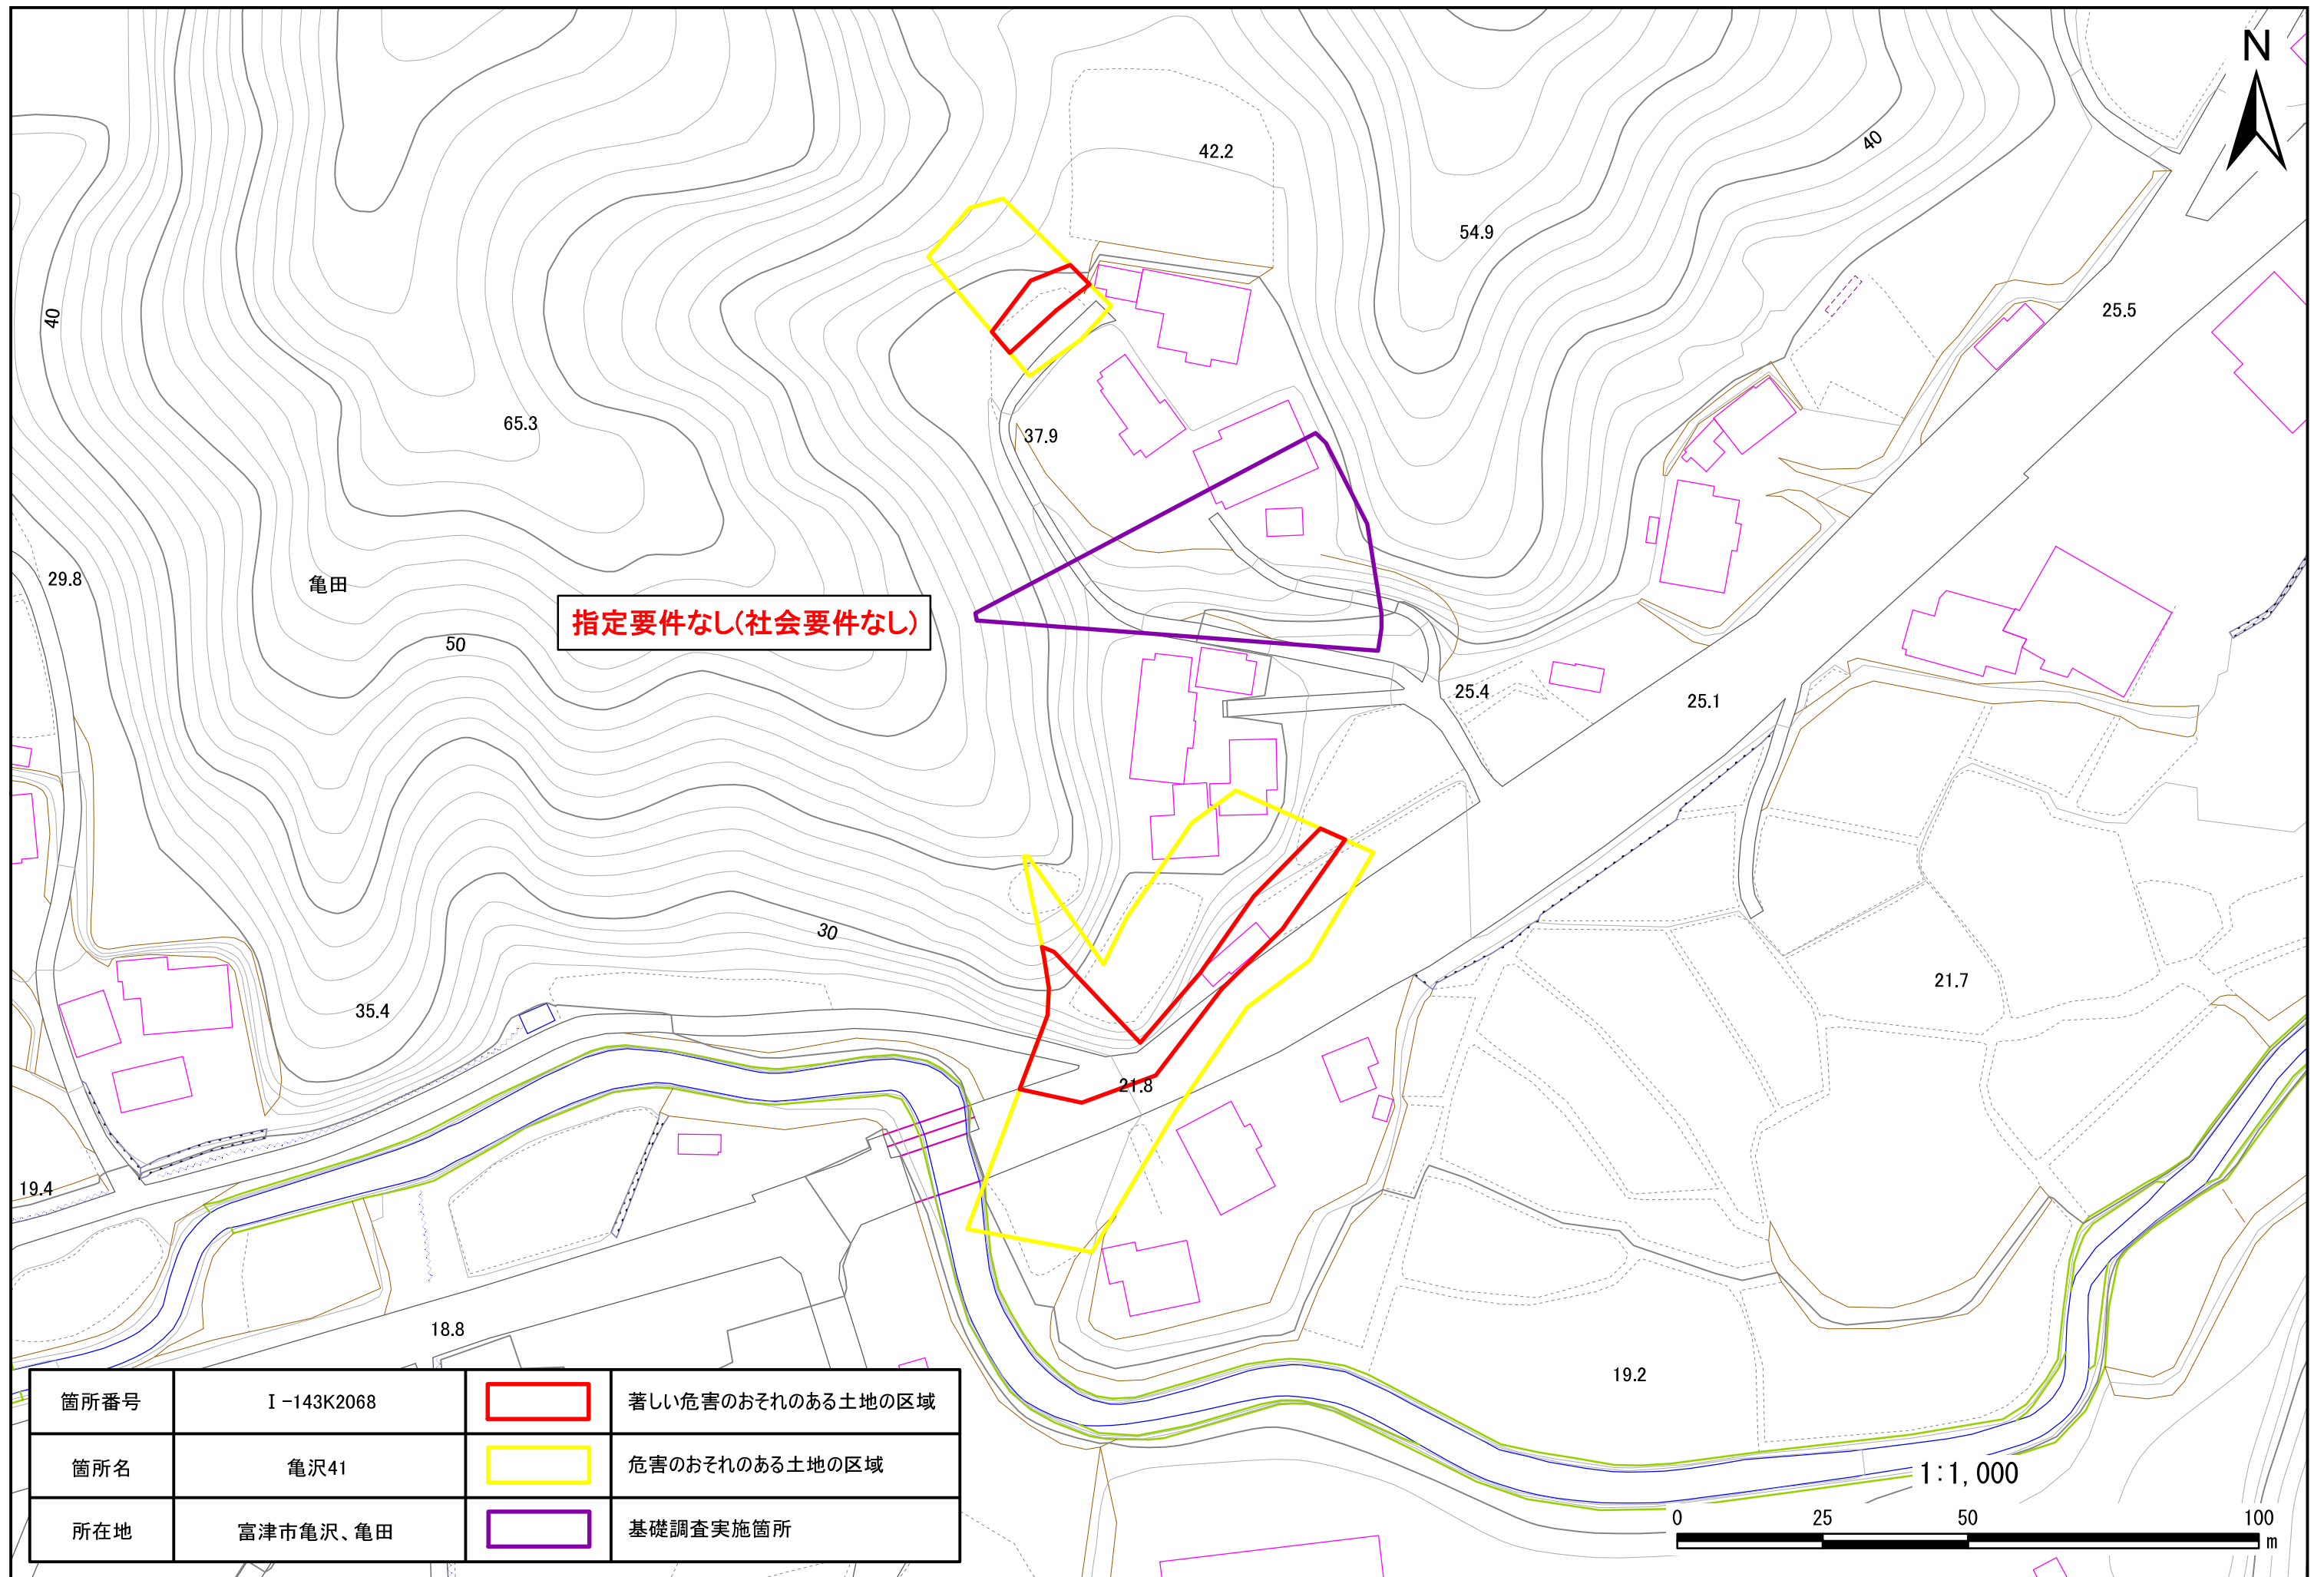 N
42.2
40
54.9
25.5
40
65.3
37.9
29.8
亀田
指定要件なし(社会要件なし)
50
25.4
25.1
30
21.7
35.4
21.8
19.4
18.8
19.2
箇所番号 Ⅰ-143K2068 著しい危害のおそれのある土地の区域
箇所名 亀沢41 危害のおそれのある土地の区域
所在地 富津市亀沢、亀田 基礎調査実施箇所
1:1,000
0 25 50 100
m